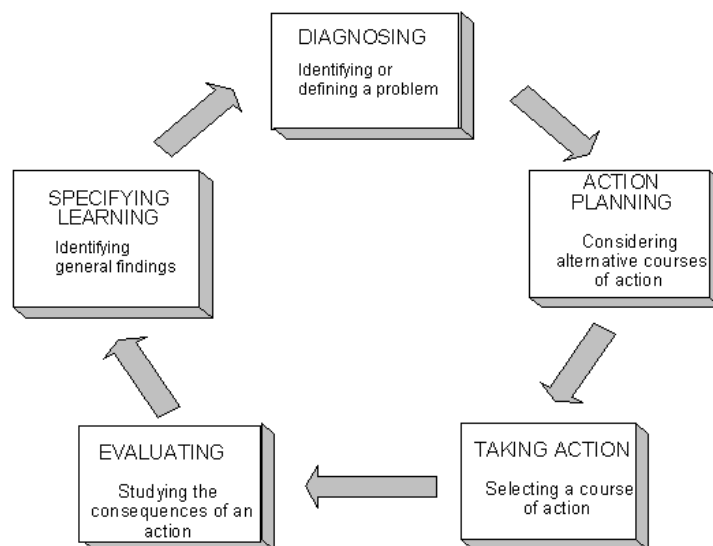 DIAGNOSING
Identifying or
defining a problem
ACTION
PLANNING
Considering
alternative courses
of action
TAKING ACTION
Selecting a course
of action
EVALUATING
Studying the
consequences of an
action
SPECIFYING
LEARNING
Identifying
general findings